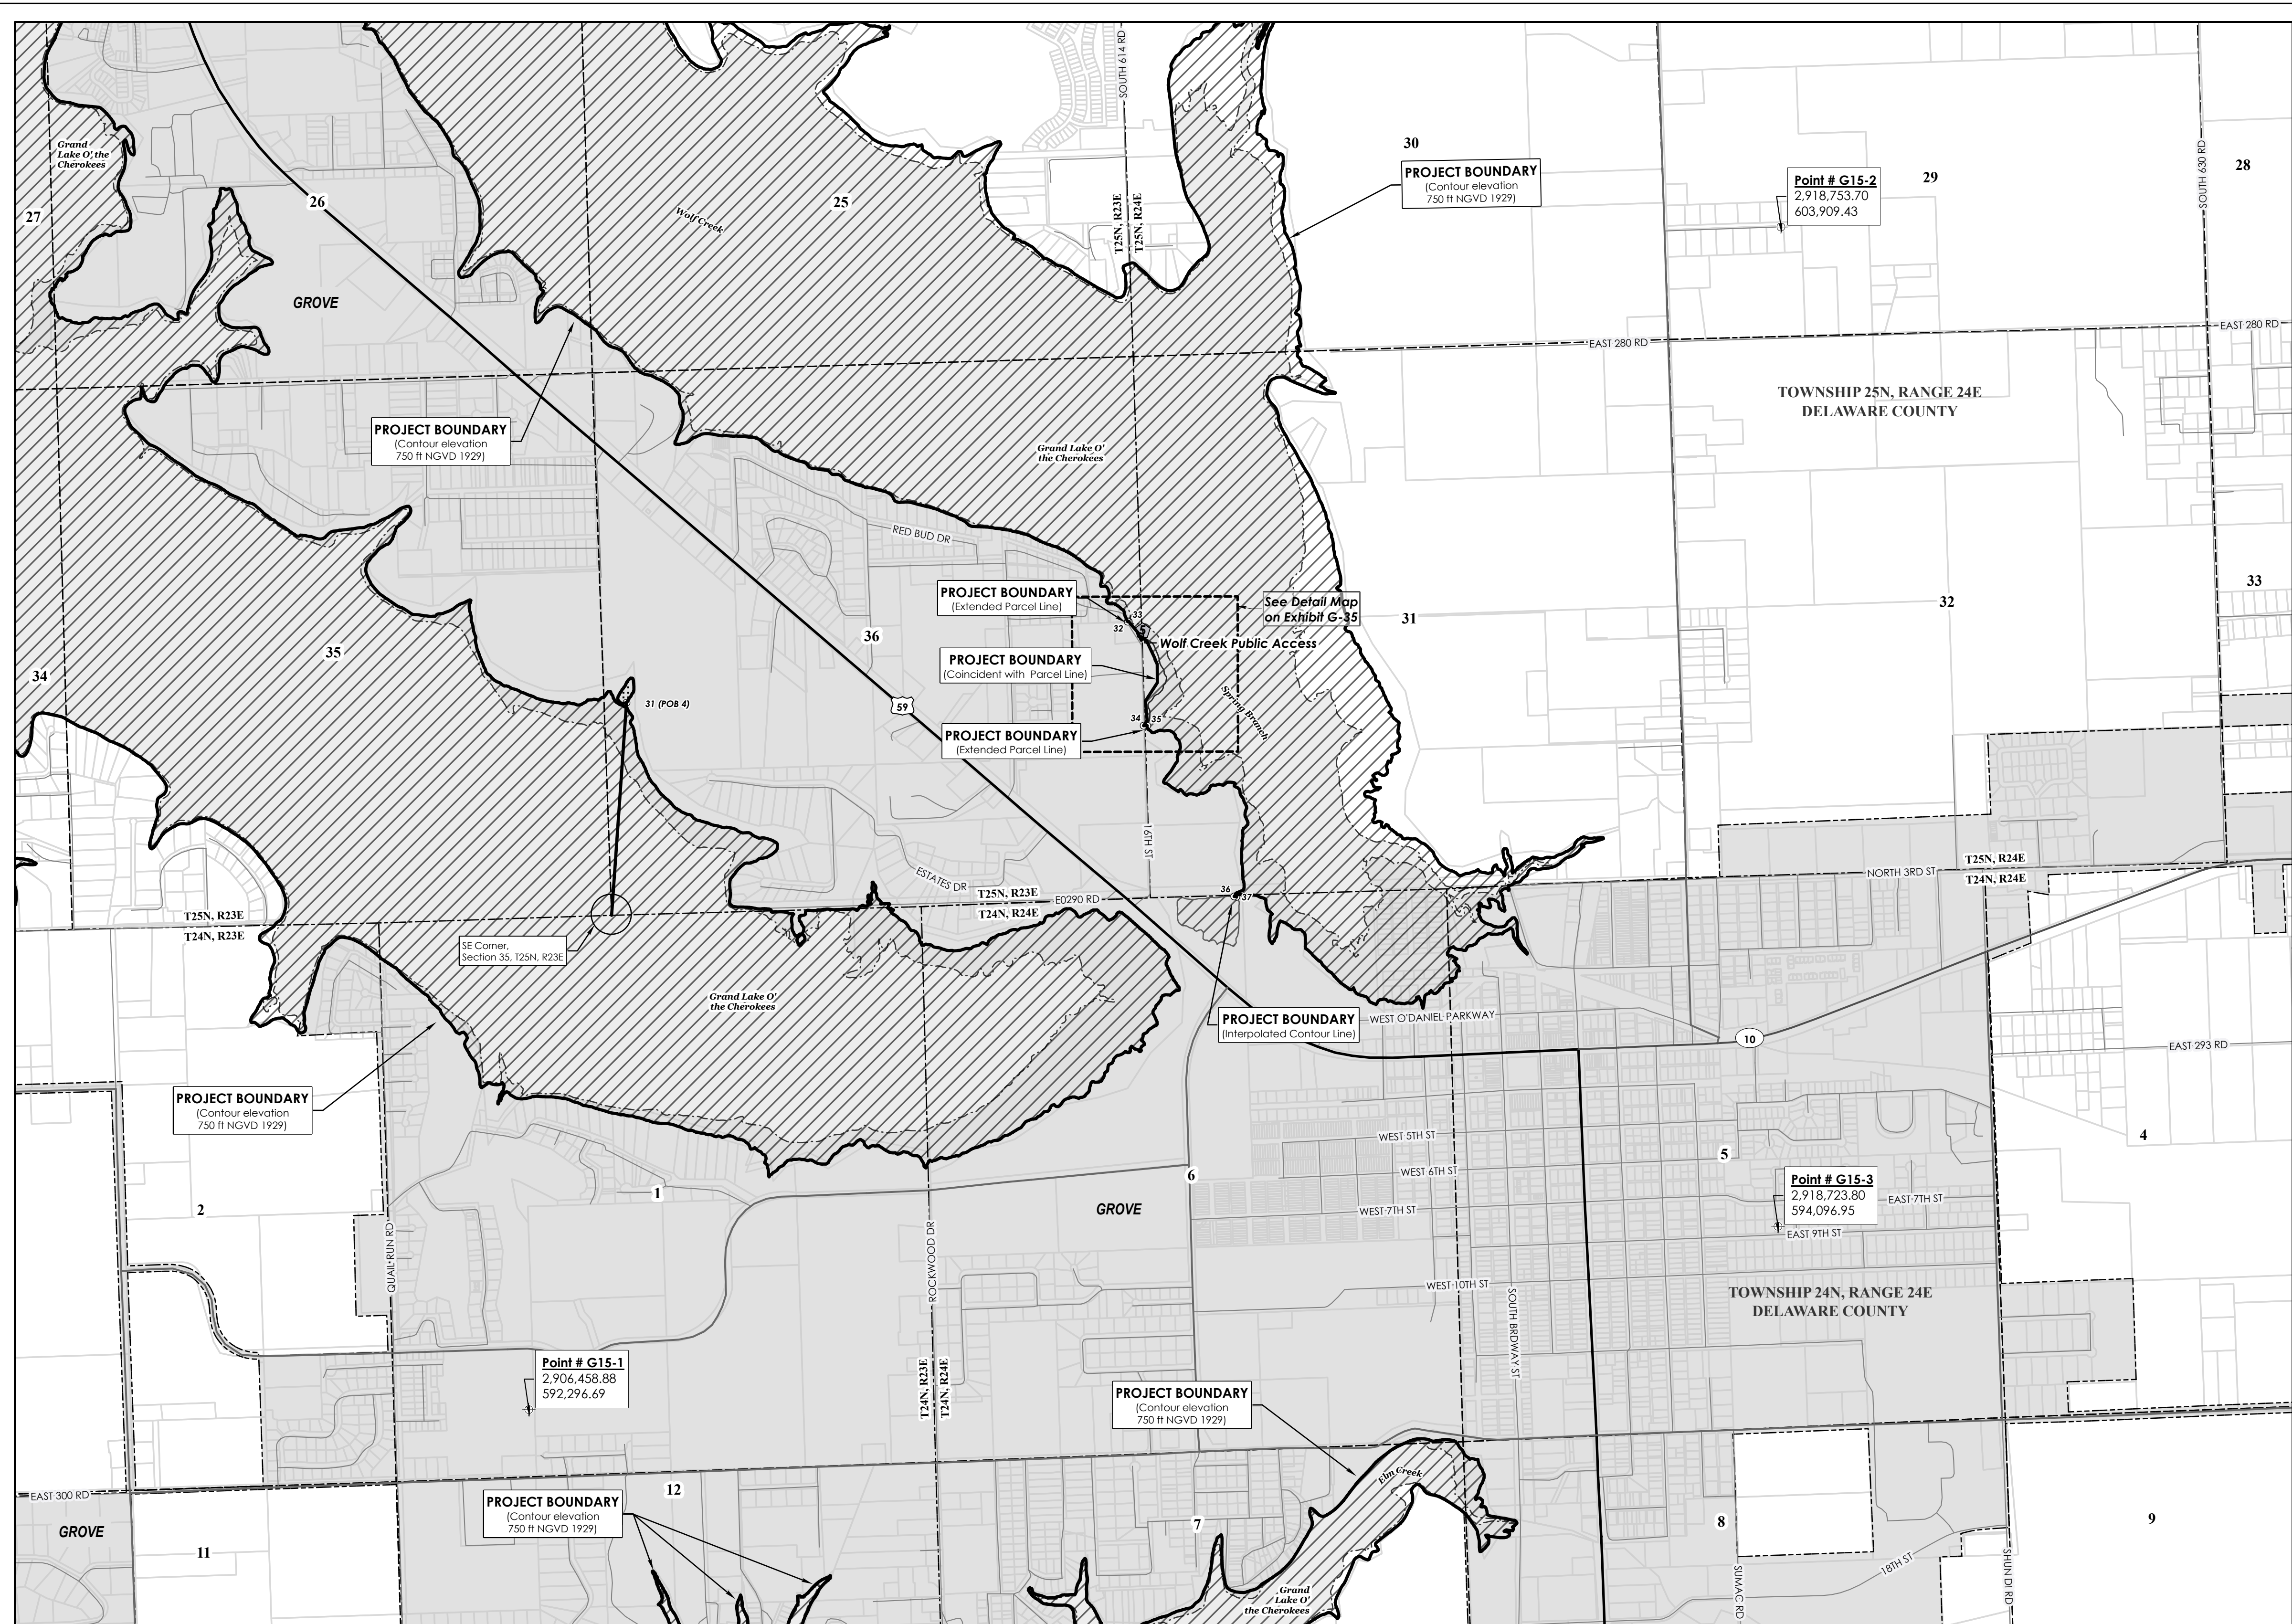 SOUTH 614 RD
30
28
29
27
26
25
Grand
Lake O' the
Cherokees
Wolf Creek
T25N, R23E
T25N, R24E
PROJECT BOUNDARY
(Contour elevation
750 ft NGVD 1929)
Point # G15-2
2,918,753.70
603,909.43
SOUTH 630 RD
GROVE
EAST 280 RD
EAST 280 RD
TOWNSHIP 25N, RANGE 24E
DELAWARE COUNTY
PROJECT BOUNDARY
(Contour elevation
750 ft NGVD 1929)
Grand Lake O'
the Cherokees
RED BUD DR
PROJECT BOUNDARY
(Extended Parcel Line)
33
32
See Detail Map
on Exhibit G-35
Wolf Creek Public Access
31
32
33
34
35
36
PROJECT BOUNDARY
(Coincident with Parcel Line)
31 (POB 4)
59
Spring Branch
34
35
PROJECT BOUNDARY
(Extended Parcel Line)
16TH ST
ESTATES DR
T25N, R23E
T24N, R24E
E0290 RD
36
37
NORTH 3RD ST
T25N, R24E
T24N, R24E
T25N, R23E
T24N, R23E
SE Corner,
Section 35, T25N, R23E
Grand Lake O'
the Cherokees
PROJECT BOUNDARY
(Interpolated Contour Line)
WEST O'DANIEL PARKWAY
10
EAST 293 RD
PROJECT BOUNDARY
(Contour elevation
750 ft NGVD 1929)
WEST 5TH ST
WEST 6TH ST
WEST 7TH ST
1
2
6
5
4
GROVE
Point # G15-3
2,918,723.80
594,096.95
EAST 7TH ST
EAST 9TH ST
QUAIL RUN RD
ROCKWOOD DR
WEST 10TH ST
SOUTH BRDWAY ST
TOWNSHIP 24N, RANGE 24E
DELAWARE COUNTY
Point # G15-1
2,906,458.88
592,296.69
T24N, R23E
T24N, R24E
PROJECT BOUNDARY
(Contour elevation
750 ft NGVD 1929)
Elm Creek
EAST 300 RD
GROVE
11
12
PROJECT BOUNDARY
(Contour elevation
750 ft NGVD 1929)
7
8
9
Grand
Lake O'
the Cherokees
SUMAC RD
18TH ST
SHUN DI RD